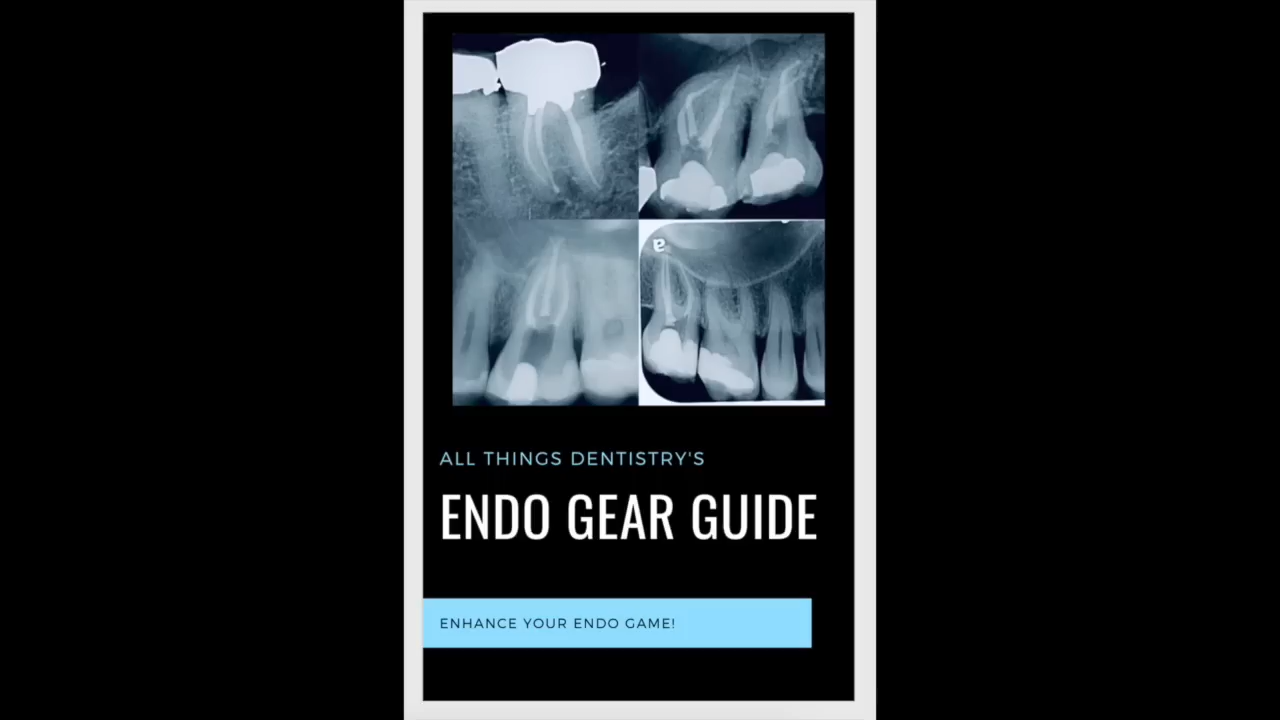 a
ALL THINGS DENTISTRY'S
ENDO GEAR GUIDE
ENHANCE YOUR ENDO GAME!